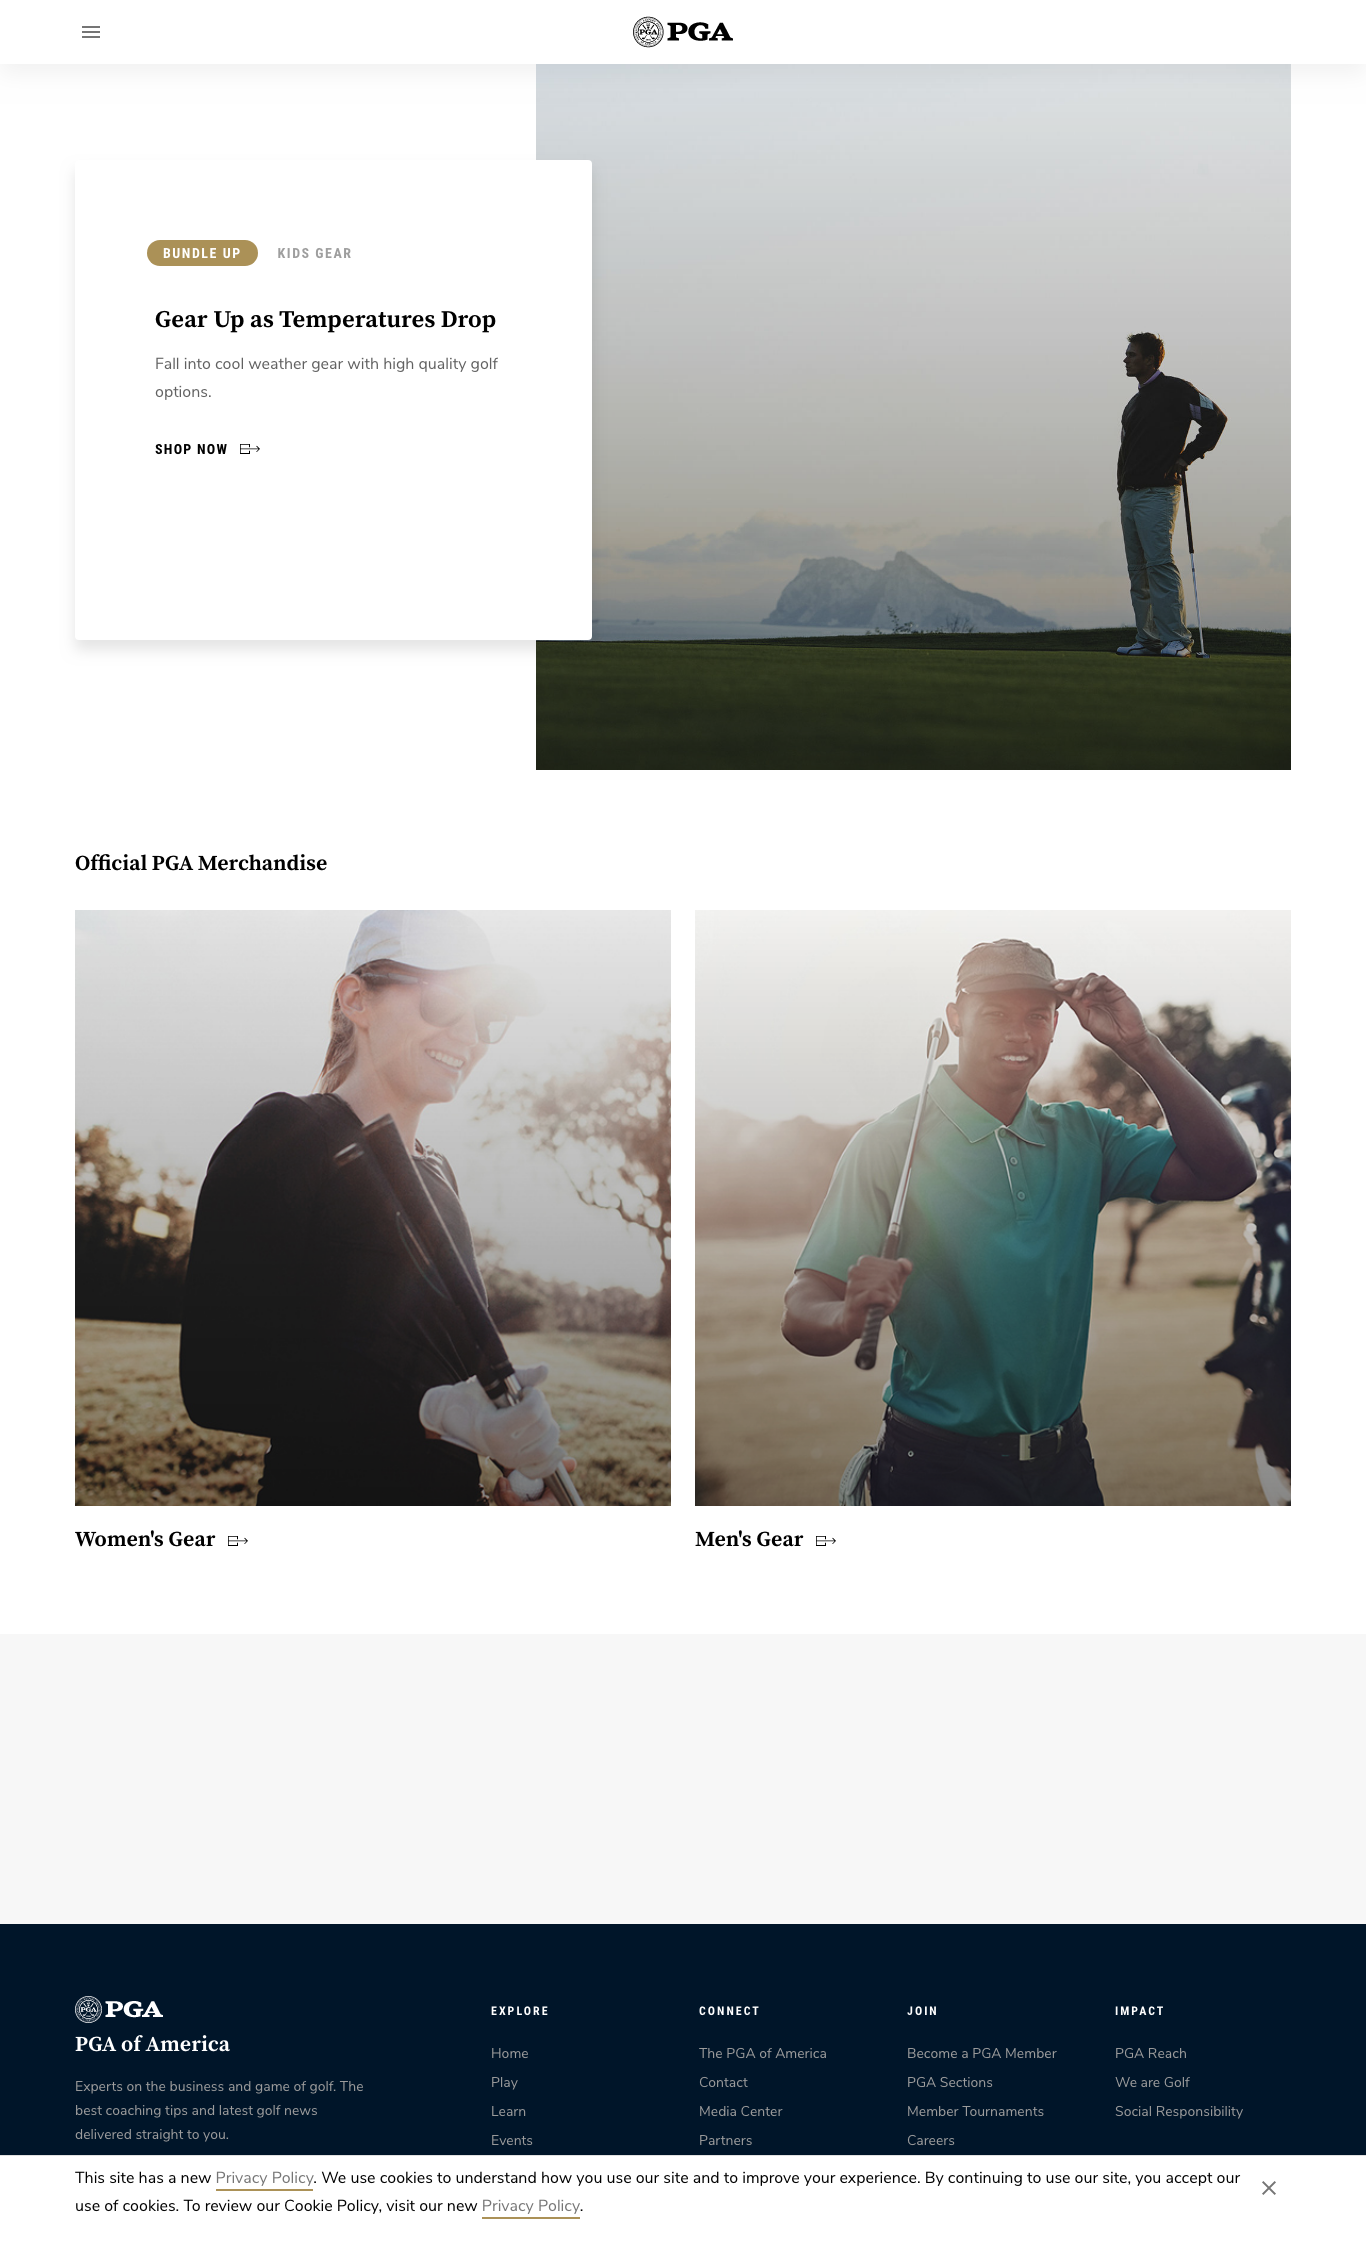 PGA
BUNDLE UP
KIDS GEAR
Gear Up as Temperatures Drop
Fall into cool weather gear with high quality golf
options.
SHOP NOW
Official PGA Merchandise
Women's Gear
Men's Gear
PGA
PGA of America
Experts on the business and game of golf. The
best coaching tips and latest golf news
delivered straight to you.
EXPLORE
Home
Play
Learn
Events
CONNECT
The PGA of America
Contact
Media Center
Partners
JOIN
Become a PGA Member
PGA Sections
Member Tournaments
Careers
IMPACT
PGA Reach
We are Golf
Social Responsibility
This site has a new Privacy Policy. We use cookies to understand how you use our site and to improve your experience. By continuing to use our site, you accept our
use of cookies. To review our Cookie Policy, visit our new Privacy Policy.